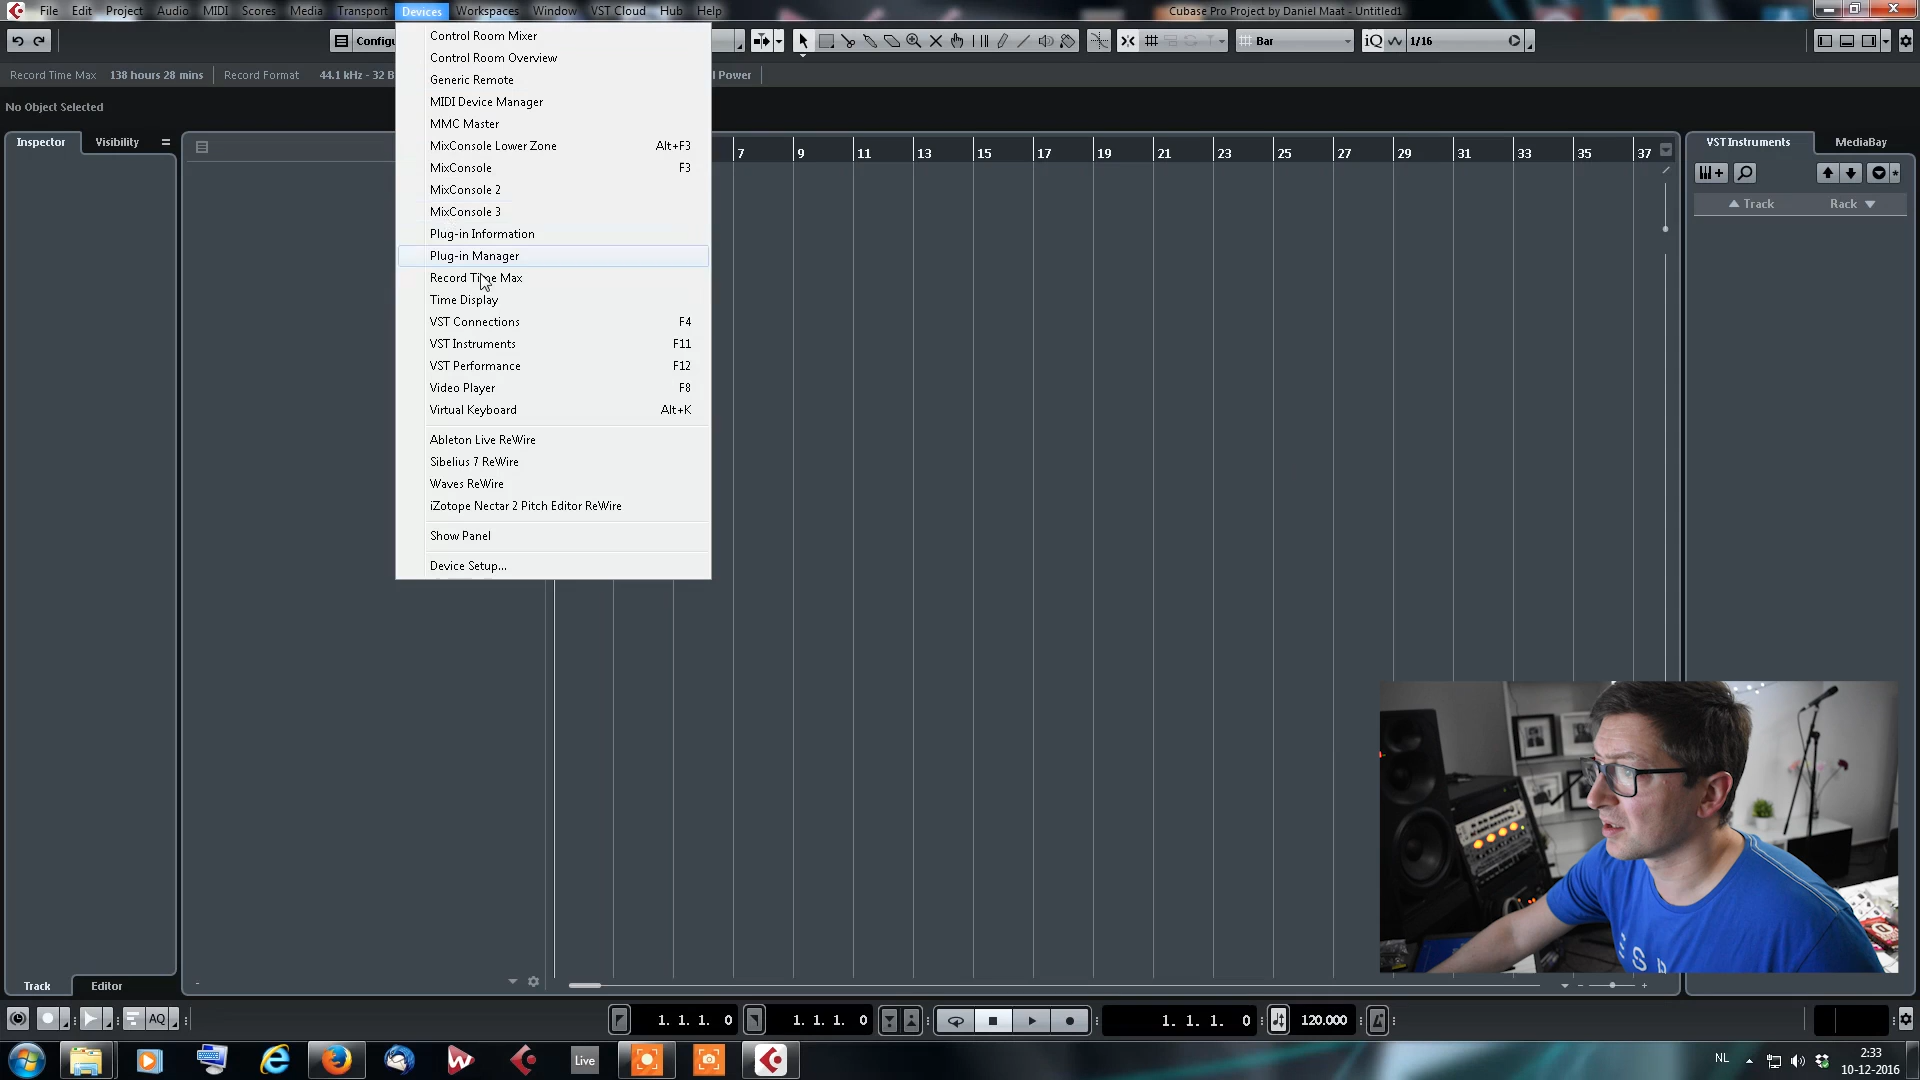 File Edit Project Audio MIDI Scores Media Transport Devices Workspaces Window VST Cloud Hub Help
Cubase Pro Project by Daniel Maat - Untitled1
Bar
iQ
1/16
Record Time Max 138 hours 28 mins Record Format 44.1 kHz - 32 B
Power
No Object Selected
Inspector Visibility
Control Room Mixer
Control Room Overview
Generic Remote
MIDI Device Manager
MMC Master
MixConsole Lower Zone Alt+F3
MixConsole F3
MixConsole 2
MixConsole 3
Plug-in Information
Plug-in Manager
Record Time Max
Time Display
VST Connections F4
VST Instruments F11
VST Performance F12
Video Player F8
Virtual Keyboard Alt+K
Ableton Live ReWire
Sibelius 7 ReWire
Waves ReWire
iZotope Nectar 2 Pitch Editor ReWire
Show Panel
Device Setup...
7 9 11 13 15 17 19 21 23 25 27 29 31 33 35 37
VST Instruments MediaBay
Track Rack
Track Editor
AQ
1. 1. 1. 0
1. 1. 1. 0
1. 1. 1. 0
120.000
Live
NL
2:33
10-12-2016